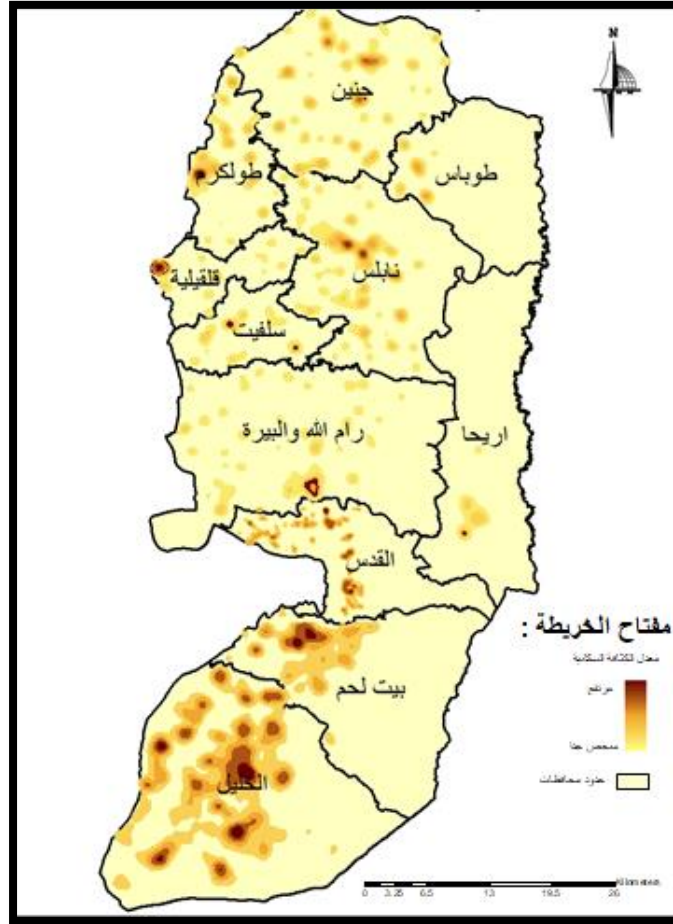 N
جنين
طوباس
طولكرم
نابلس
قلقيلية
سلفيت
رام الله والبيرة
اريحا
القدس
مفتاح الخريطة :
معدل الكثافة السكانية
مرتفع
منخفض جدا
حدود محافظات
بيت لحم
الخليل
Kilometers
0 3.25 6.5 13 19.5 26